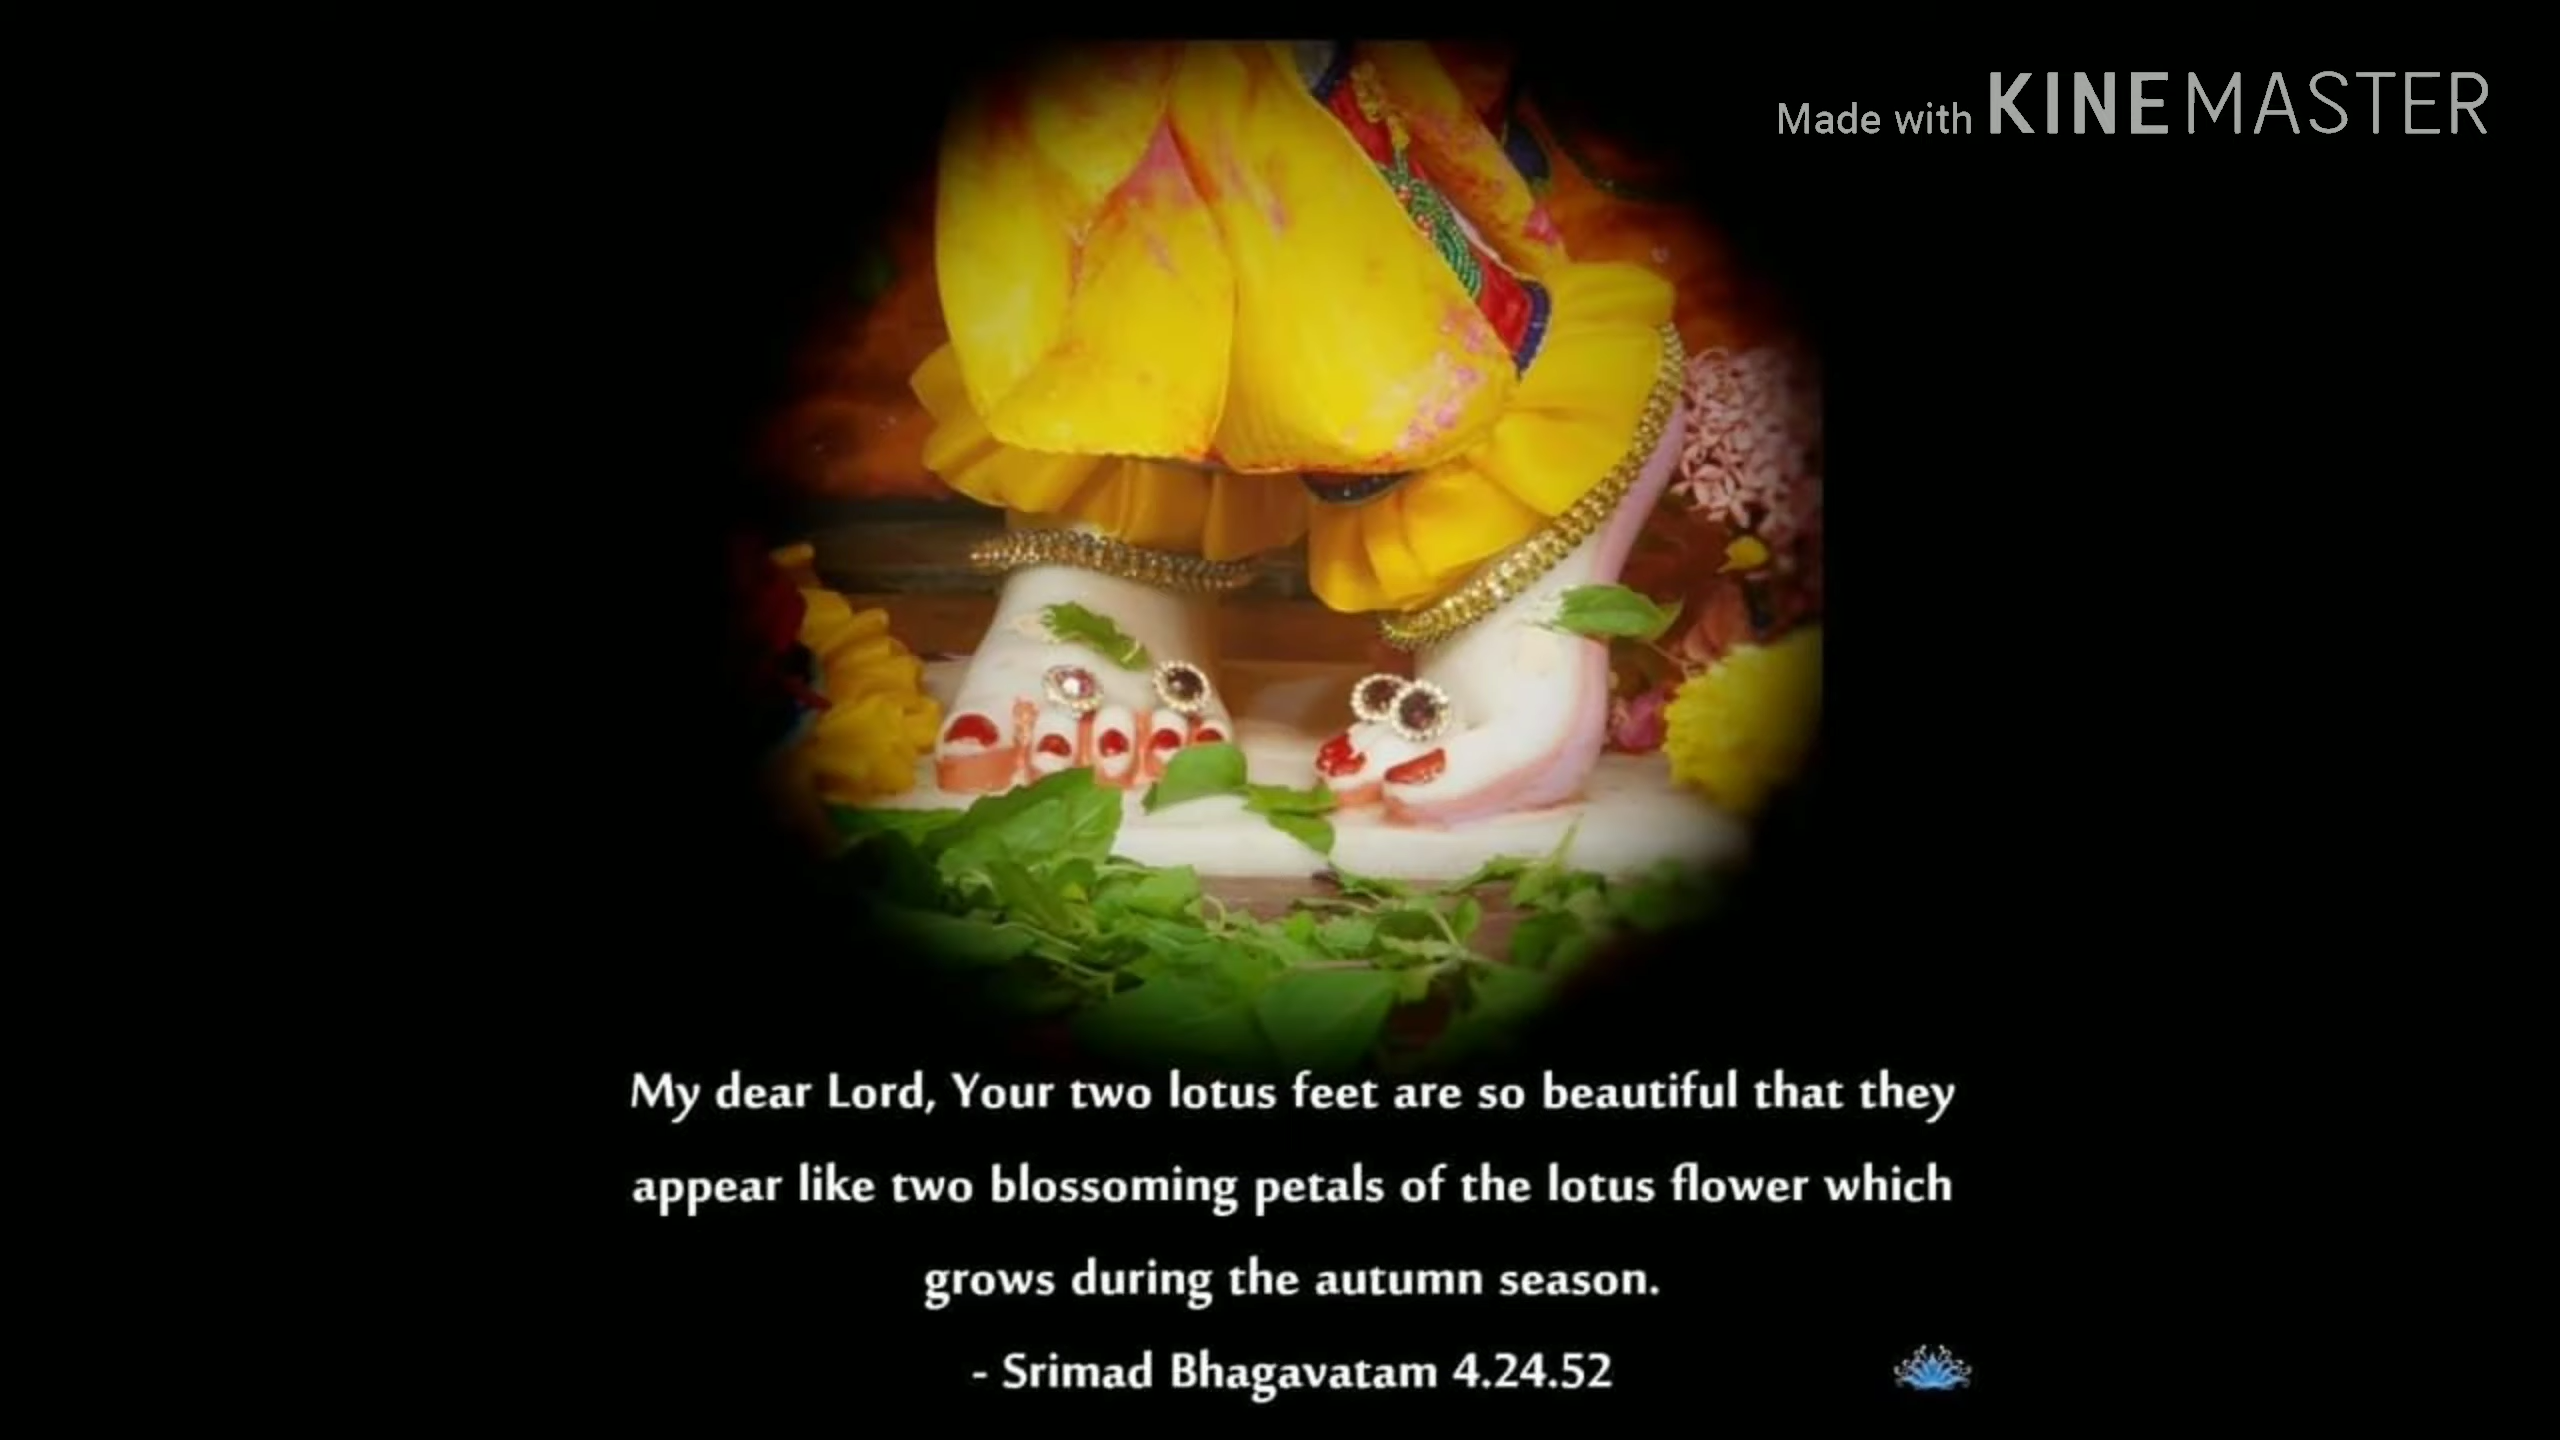 Made with KINEMASTER
My dear Lord, Your two lotus feet are so beautiful that they
appear like two blossoming petals of the lotus flower which
grows during the autumn season.
- Srimad Bhagavatam 4.24.52